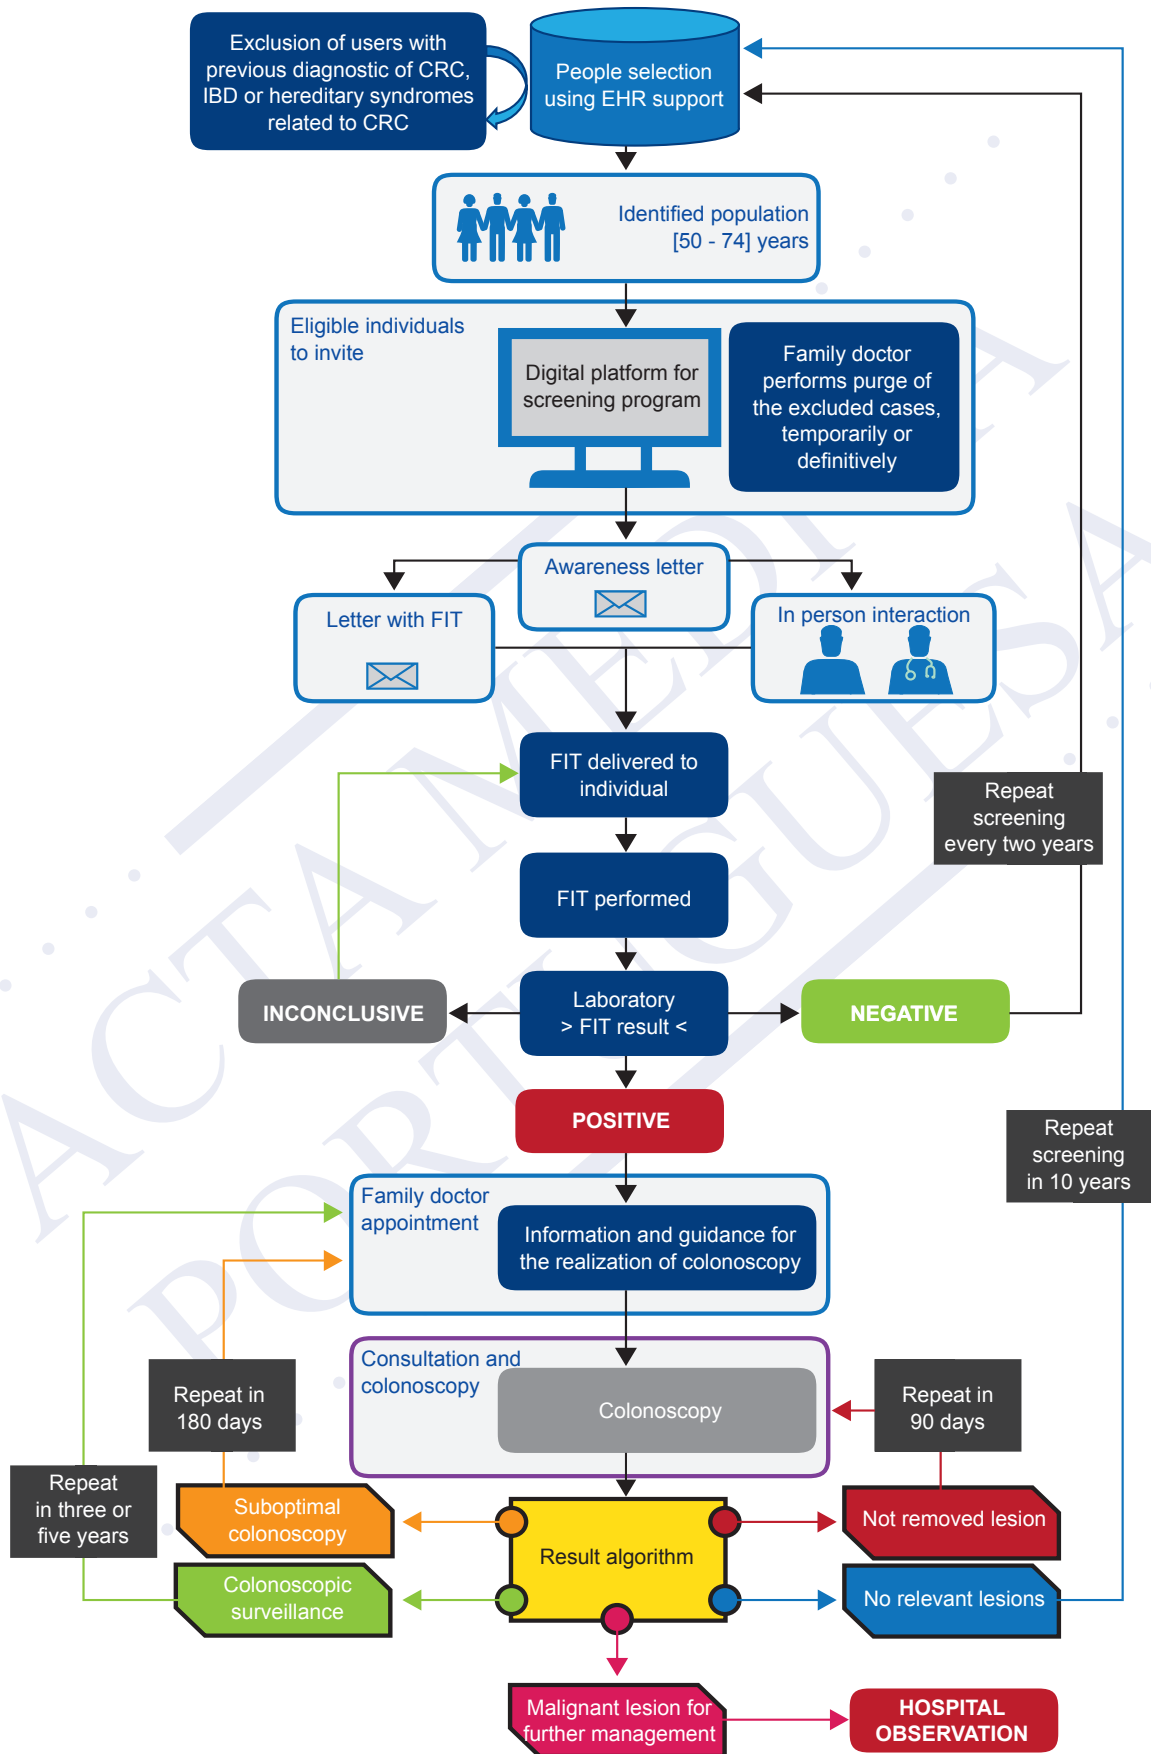 Exclusion of users with
previous diagnostic of CRC,
IBD or hereditary syndromes
related to CRC
People selection
using EHR support
Identified population
[50 - 74] years
Eligible individuals
to invite
Digital platform for
screening program
Family doctor
performs purge of
the excluded cases,
temporarily or
definitively
Awareness letter
Letter with FIT
In person interaction
FIT delivered to
individual
Repeat
screening
every two years
FIT performed
INCONCLUSIVE
Laboratory
> FIT result <
NEGATIVE
POSITIVE
Repeat
screening
in 10 years
Family doctor
appointment
Information and guidance for
the realization of colonoscopy
Consultation and
colonoscopy
Colonoscopy
Repeat in
180 days
Repeat in
90 days
Repeat
in three or
five years
Suboptimal
colonoscopy
Result algorithm
Not removed lesion
Colonoscopic
surveillance
No relevant lesions
Malignant lesion for
further management
HOSPITAL
OBSERVATION
ACTA MEDICA
PORTUGUESA